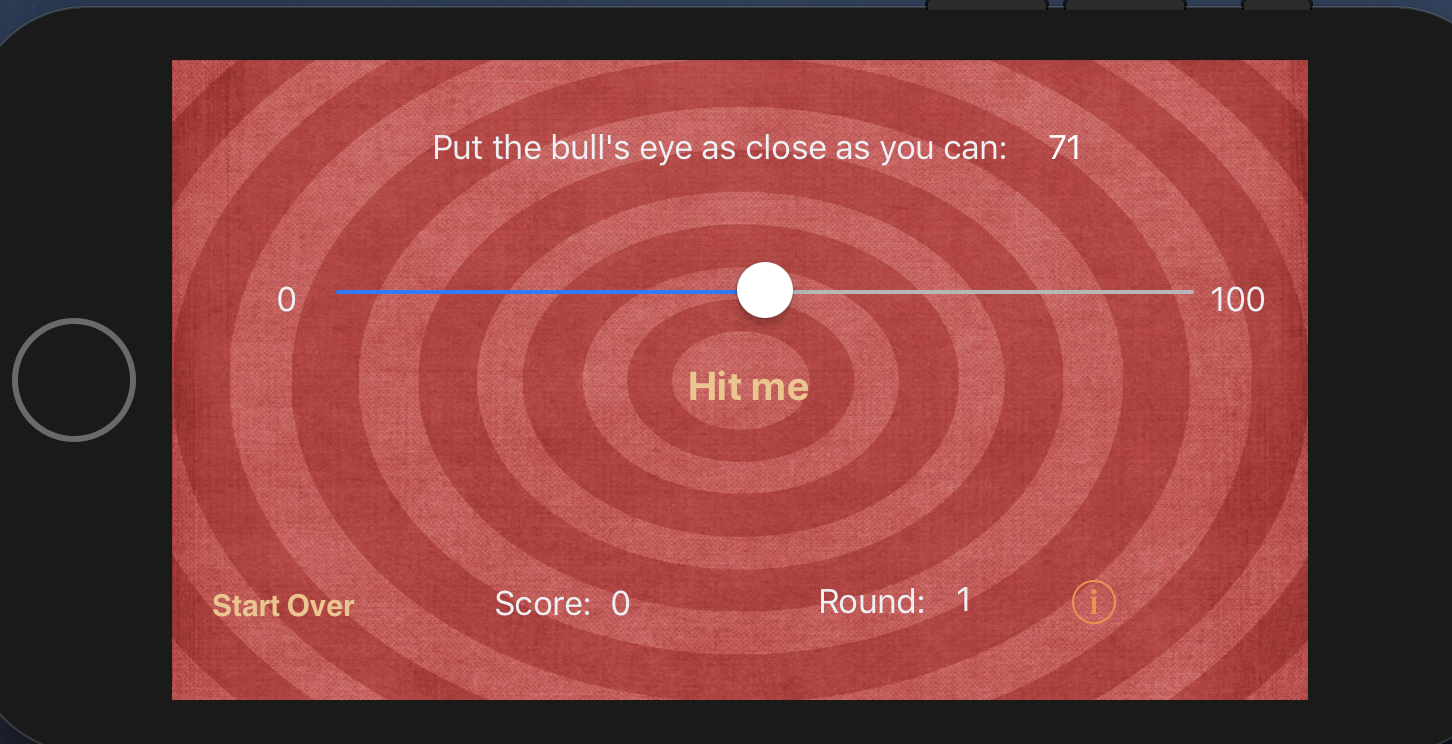 Put the bull's eye as close as you can: 71
0 100
Hit me
Start Over Score: 0 Round: 1 i